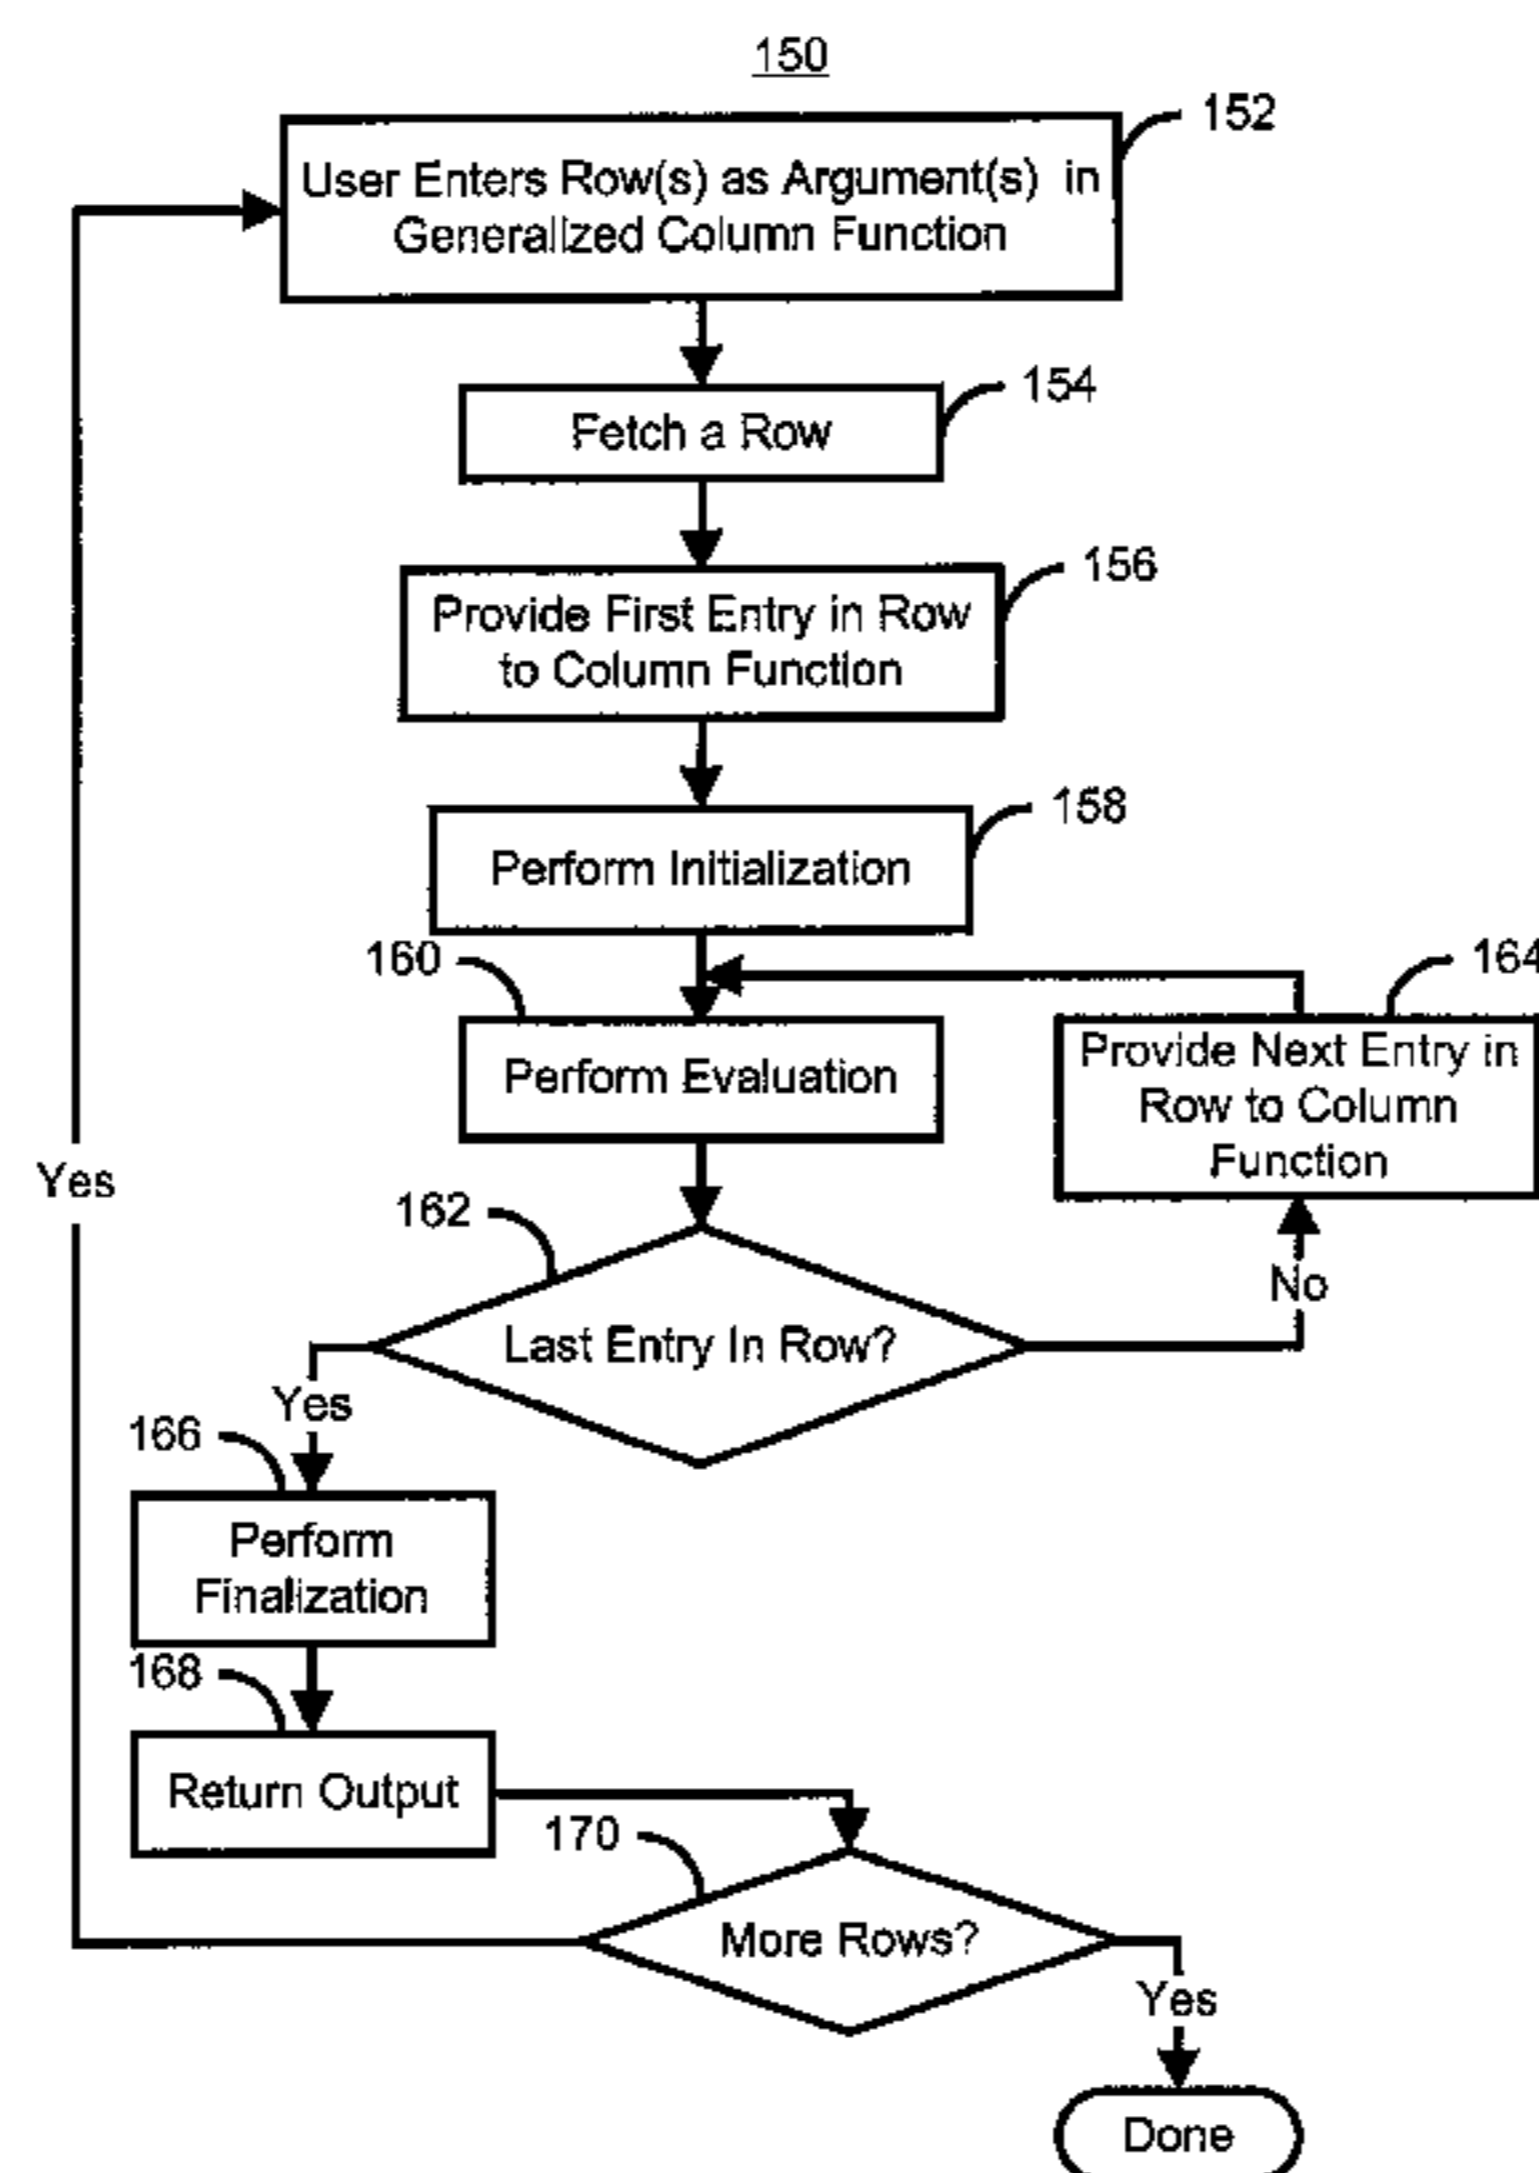 150
152
User Enters Row(s) as Argument(s) in
Generalized Column Function
154
Fetch a Row
156
Provide First Entry in Row
to Column Function
158
Perform Initialization
160
164
Perform Evaluation
Provide Next Entry in
Row to Column
Function
Yes
162
No
Last Entry In Row?
Yes
166
Perform
Finalization
168
Return Output
170
More Rows?
Yes
Done